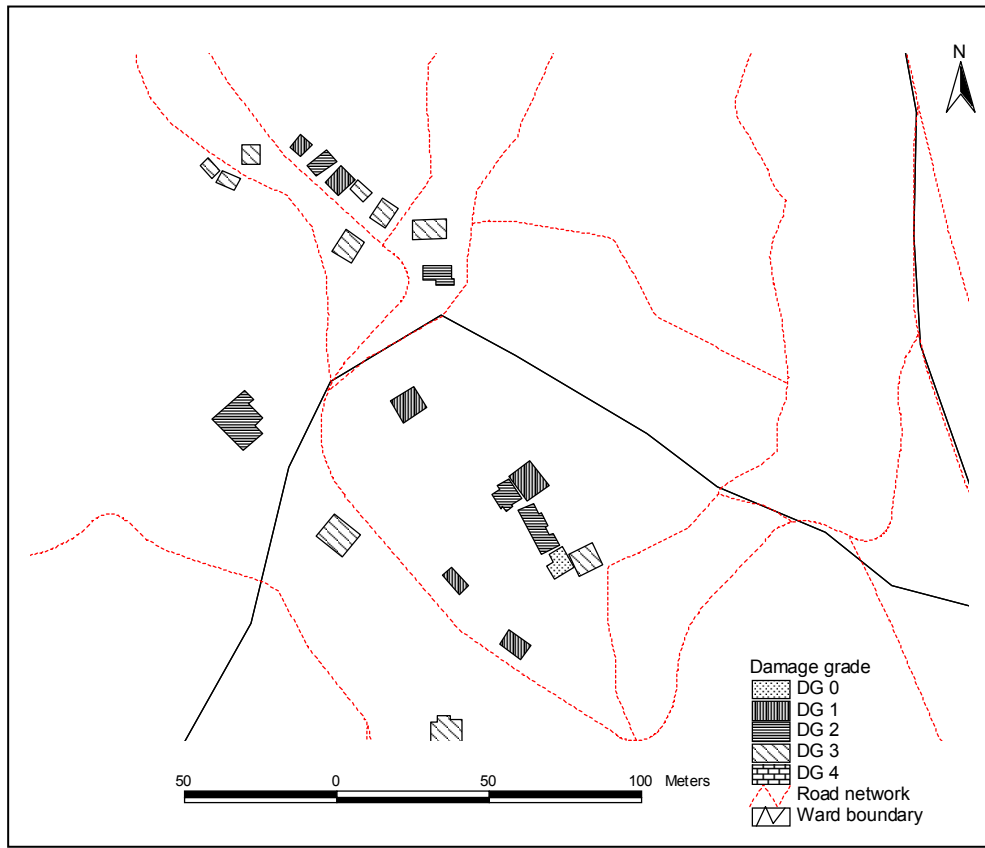 N
Damage grade
DG 0
DG 1
DG 2
DG 3
DG 4
Road network
Ward boundary
50 0 50 100 Meters